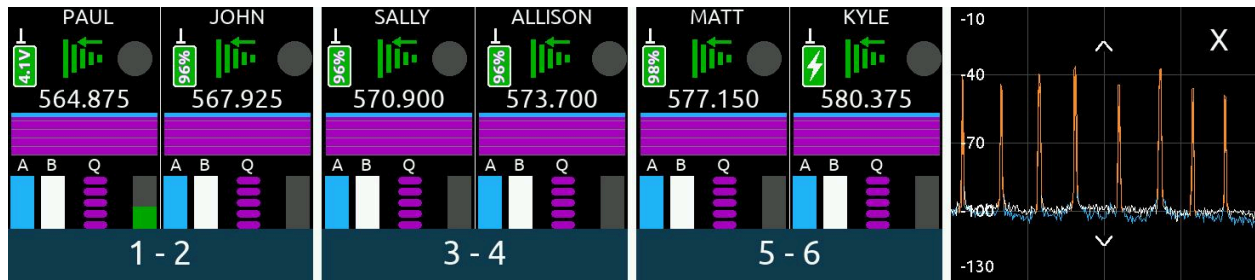 PAUL JOHN
4.1V 96%
564.875 567.925
A B Q A B Q
1 - 2
SALLY ALLISON
96% 96%
570.900 573.700
A B Q A B Q
3 - 4
MATT KYLE
98%
577.150 580.375
A B Q A B Q
5 - 6
-10
X
-40
-70
-100
-130